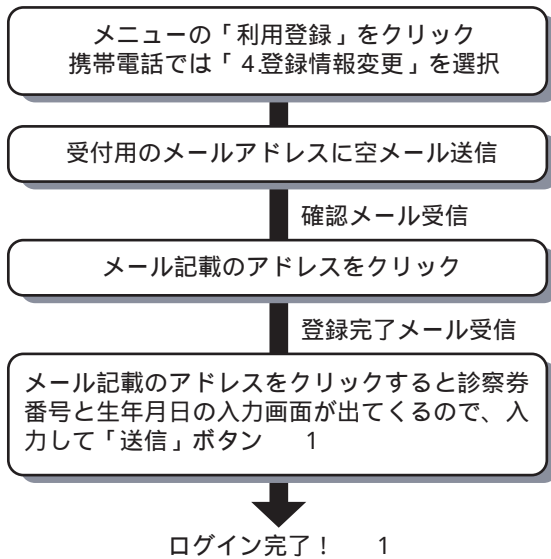 メニューの「利用登録」をクリック
携帯電話では「4.登録情報変更」を選択
受付用のメールアドレスに空メール送信
確認メール受信
メール記載のアドレスをクリック
登録完了メール受信
メール記載のアドレスをクリックすると診察券
番号と生年月日の入力画面が出てくるので、入
力して「送信」ボタン　1
ログイン完了！　1